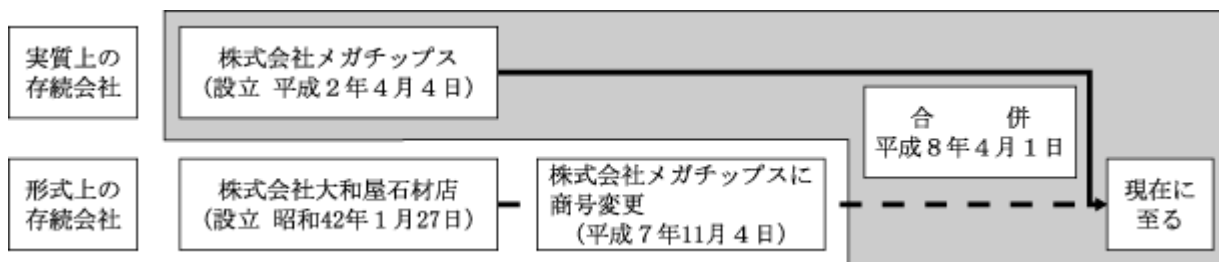 実質上の
存続会社
株式会社メガチップス
(設立 平成2年4月4日)
合 併
平成8年4月1日
形式上の
存続会社
株式会社大和屋石材店
(設立 昭和42年1月27日)
株式会社メガチップスに
商号変更
(平成7年11月4日)
現在に
至る